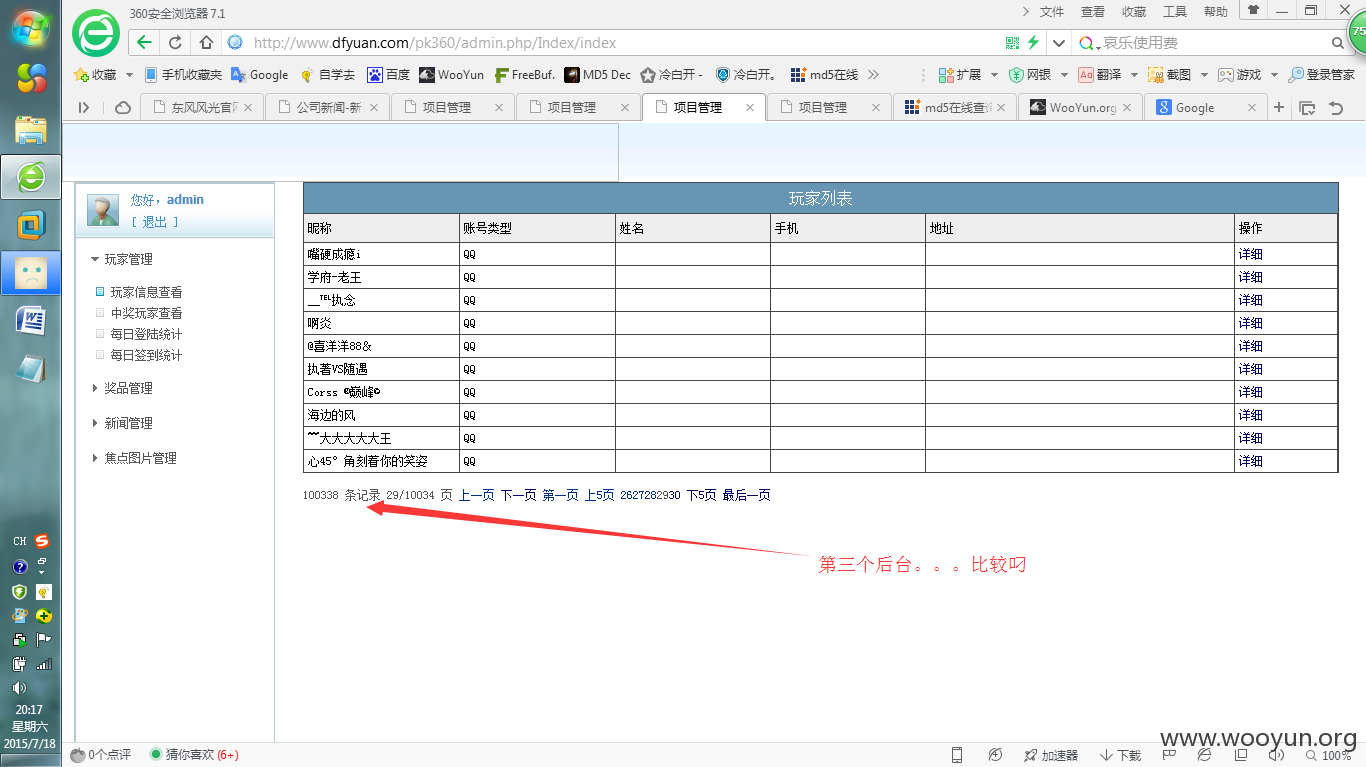 360安全浏览器 7.1
文件 查看 收藏 工具 帮助
http://www.dfyuan.com/pk360/admin.php/Index/index
哀乐使用费
75
收藏 手机收藏夹 Google 自学去 百度 WooYun FreeBuf. MD5 Dec 冷白开 - 冷白开。 md5在线 扩展 网银 翻译 截图 游戏 登录管家
东风风光官 公司新闻-新 项目管理 项目管理 项目管理 项目管理 md5在线查 WooYun.org Google
您好，admin
[ 退出 ]
玩家管理
玩家信息查看
中奖玩家查看
每日登陆统计
每日签到统计
奖品管理
新闻管理
焦点图片管理
玩家列表
昵称 账号类型 姓名 手机 地址 操作
嘴硬成瘾i QQ 详细
学府-老王 QQ 详细
__℡执念 QQ 详细
啊炎 QQ 详细
@喜洋洋88& QQ 详细
执著VS随遇 QQ 详细
Corss ©巅峰© QQ 详细
海边的风 QQ 详细
~~大大大大大王 QQ 详细
心45° 角刻着你的笑姿 QQ 详细
100338 条记录 29/10034 页 上一页 下一页 第一页 上5页 2627282930 下5页 最后一页
第三个后台。。。比较叼
CH
20:17
星期六
2015/7/18
0个点评 猜你喜欢 (6+)
加速器 下载 100%
www.wooyun.org